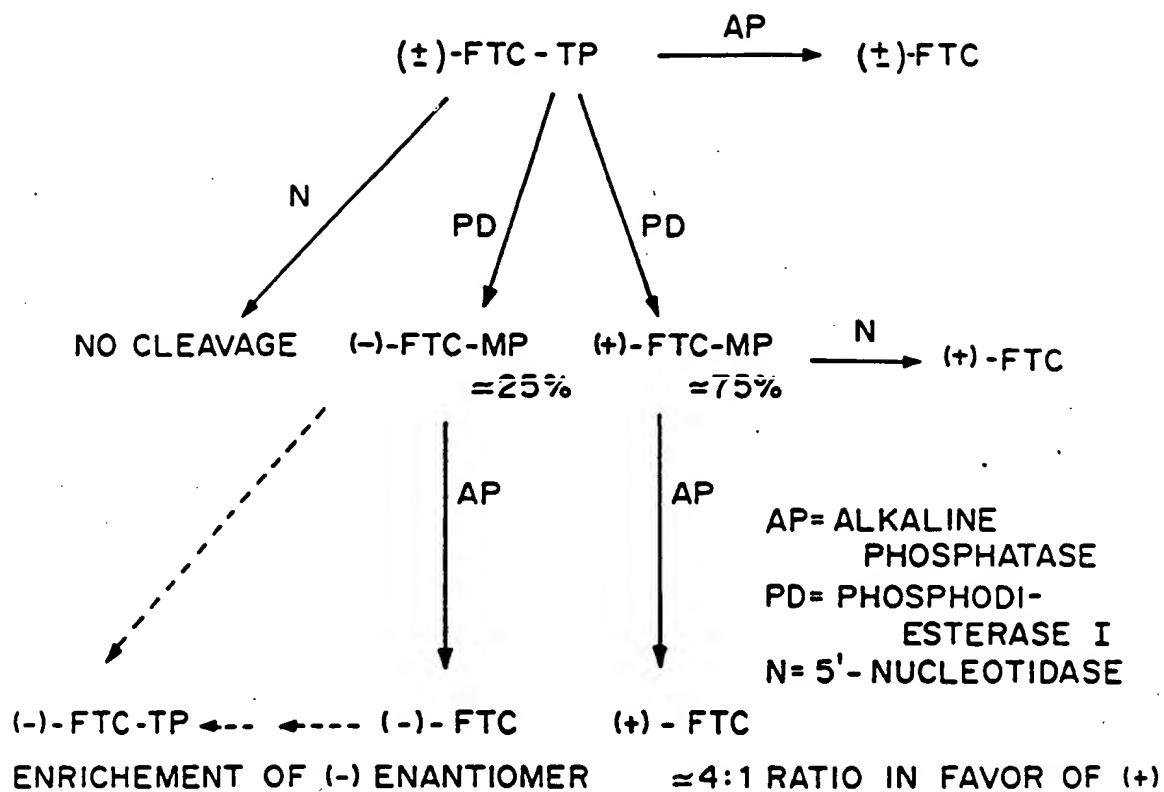 AP
(±)-FTC-TP (±)-FTC
N PD PD
NO CLEAVAGE (-)-FTC-MP (+)-FTC-MP N (+)-FTC
≃25% ≃75%
AP AP
AP= ALKALINE
PHOSPHATASE
PD= PHOSPHODI-
ESTERASE I
N= 5'-NUCLEOTIDASE
(-)-FTC-TP (-)-FTC (+)-FTC
ENRICHEMENT OF (-) ENANTIOMER ≃4:1 RATIO IN FAVOR OF (+)